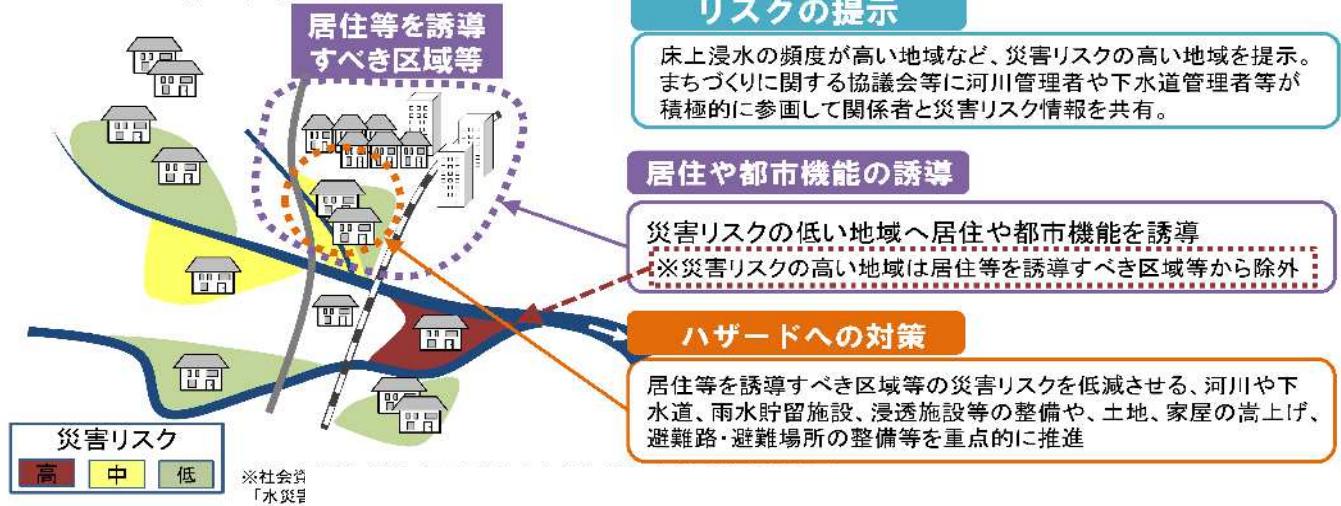 居住等を誘導
すべき区域等
リスクの提示
床上浸水の頻度が高い地域など、災害リスクの高い地域を提示。
まちづくりに関する協議会等に河川管理者や下水道管理者等が
積極的に参画して関係者と災害リスク情報を共有。
居住や都市機能の誘導
災害リスクの低い地域へ居住や都市機能を誘導
※災害リスクの高い地域は居住等を誘導すべき区域等から除外
ハザードへの対策
居住等を誘導すべき区域等の災害リスクを低減させる、河川や下
水道、雨水貯留施設、浸透施設等の整備や、土地、家屋の嵩上げ、
避難路・避難場所の整備等を重点的に推進
災害リスク
高 中 低
※社会資
「水災害